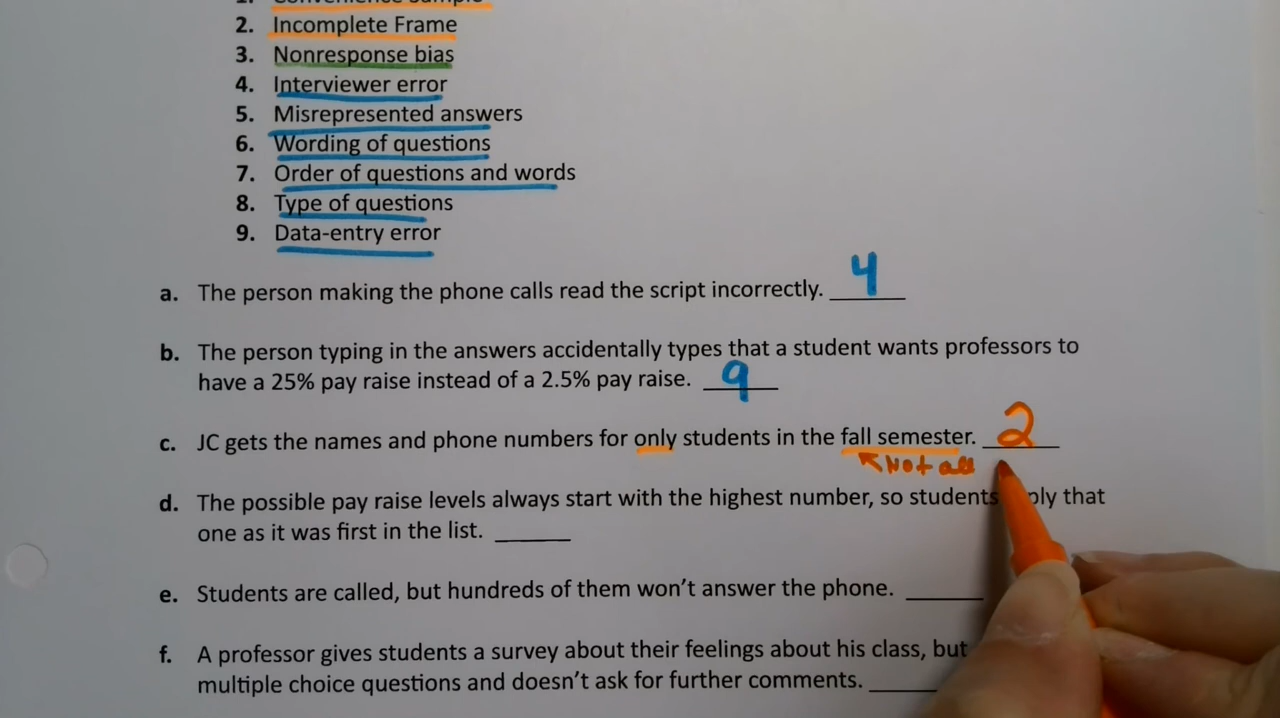 1. Convenience sample
2. Incomplete Frame
3. Nonresponse bias
4. Interviewer error
5. Misrepresented answers
6. Wording of questions
7. Order of questions and words
8. Type of questions
9. Data-entry error
a. The person making the phone calls read the script incorrectly. 4
b. The person typing in the answers accidentally types that a student wants professors to
have a 25% pay raise instead of a 2.5% pay raise. 9
c. JC gets the names and phone numbers for only students in the fall semester. 2
Not all
d. The possible pay raise levels always start with the highest number, so students that
one as it was first in the list.
e. Students are called, but hundreds of them won't answer the phone.
f. A professor gives students a survey about their feelings about his class, but
multiple choice questions and doesn't ask for further comments.